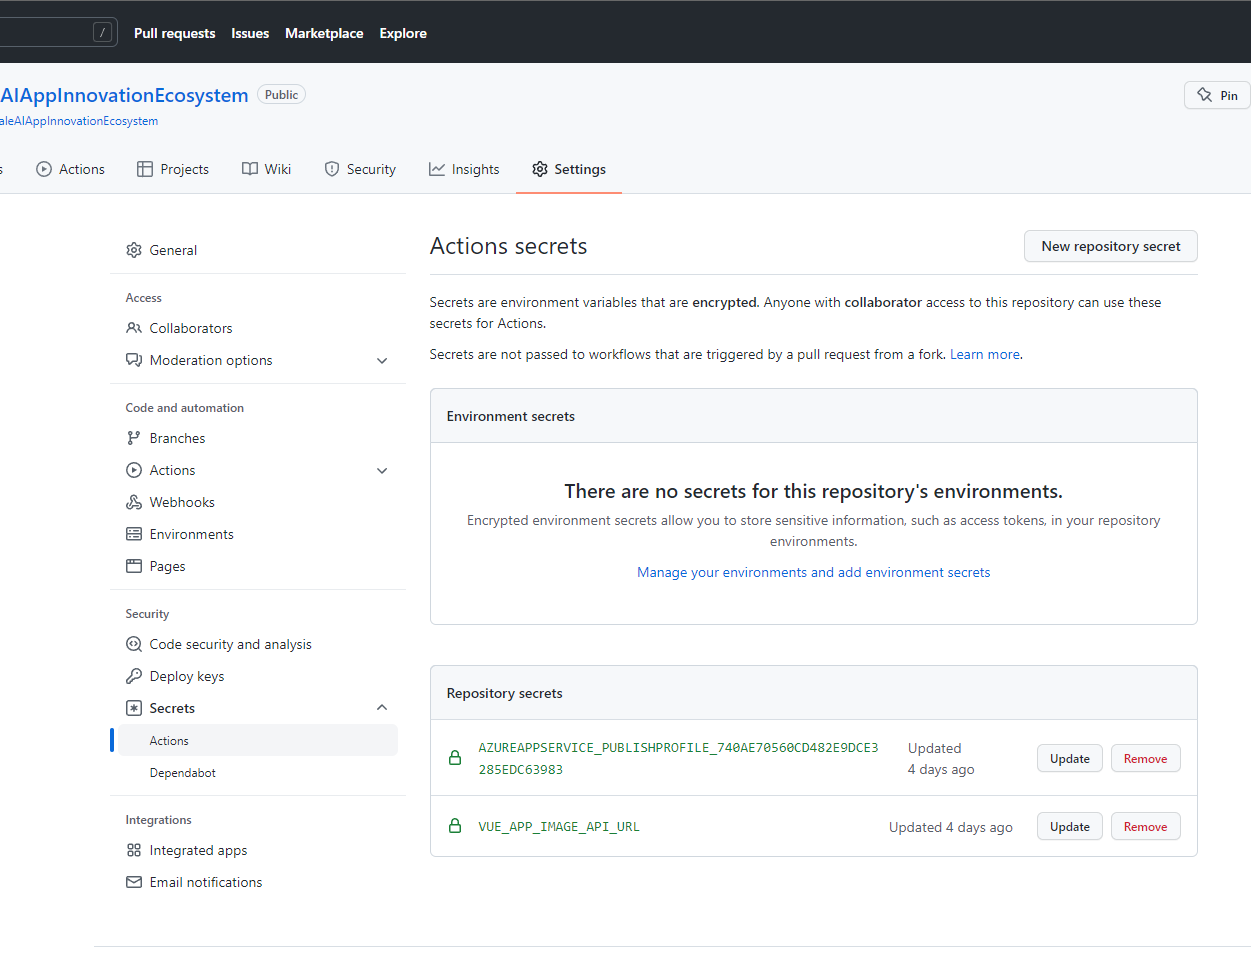 / Pull requests Issues Marketplace Explore
AIAppInnovationEcosystem Public
Pin
aleAIAppInnovationEcosystem
s Actions Projects Wiki Security Insights Settings
General
Access
Collaborators
Moderation options
Code and automation
Branches
Actions
Webhooks
Environments
Pages
Security
Code security and analysis
Deploy keys
Secrets
Actions
Dependabot
Integrations
Integrated apps
Email notifications
Actions secrets
New repository secret
Secrets are environment variables that are encrypted. Anyone with collaborator access to this repository can use these
secrets for Actions.
Secrets are not passed to workflows that are triggered by a pull request from a fork. Learn more.
Environment secrets
There are no secrets for this repository's environments.
Encrypted environment secrets allow you to store sensitive information, such as access tokens, in your repository
environments.
Manage your environments and add environment secrets
Repository secrets
AZUREAPPSERVICE_PUBLISHPROFILE_740AE70560CD482E9DCE3
285EDC63983
Updated
4 days ago
Update Remove
VUE_APP_IMAGE_API_URL Updated 4 days ago Update Remove